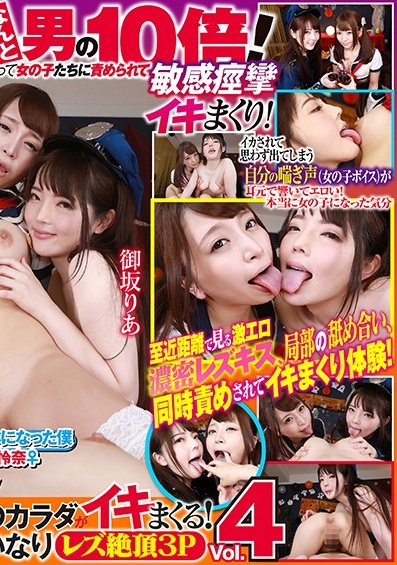 なんと男の10倍!
って女の子たちに責められて
敏感痙攣
イキまくり!
イカされて
思わず出てしまう
自分の喘ぎ声(女の子ボイス)が
耳元で響いてエロい!
本当に女の子になった気分
御坂りあ
至近距離で見る激エロ
濃密レズキス、局部の舐め合い、
同時責めされてイキまくり体験!
になった僕
怜奈♀
のカラダがイキまくる!
いなりレズ絶頂3P
Vol.4